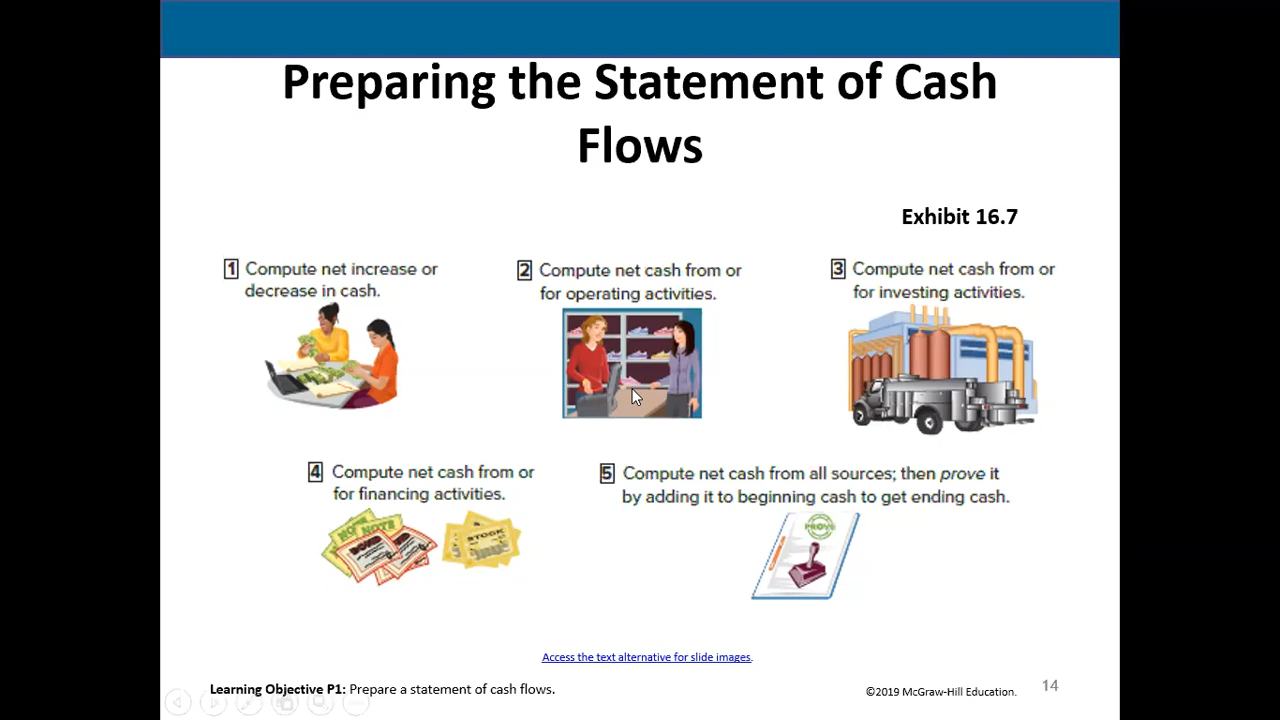 Preparing the Statement of Cash
Flows
Exhibit 16.7
1 Compute net increase or
decrease in cash.
2 Compute net cash from or
for operating activities.
3 Compute net cash from or
for investing activities.
4 Compute net cash from or
for financing activities.
NOTE
BOND
STOCK
5 Compute net cash from all sources; then prove it
by adding it to beginning cash to get ending cash.
PROVE
Access the text alternative for slide images.
Learning Objective P1: Prepare a statement of cash flows.
©2019 McGraw-Hill Education.
14